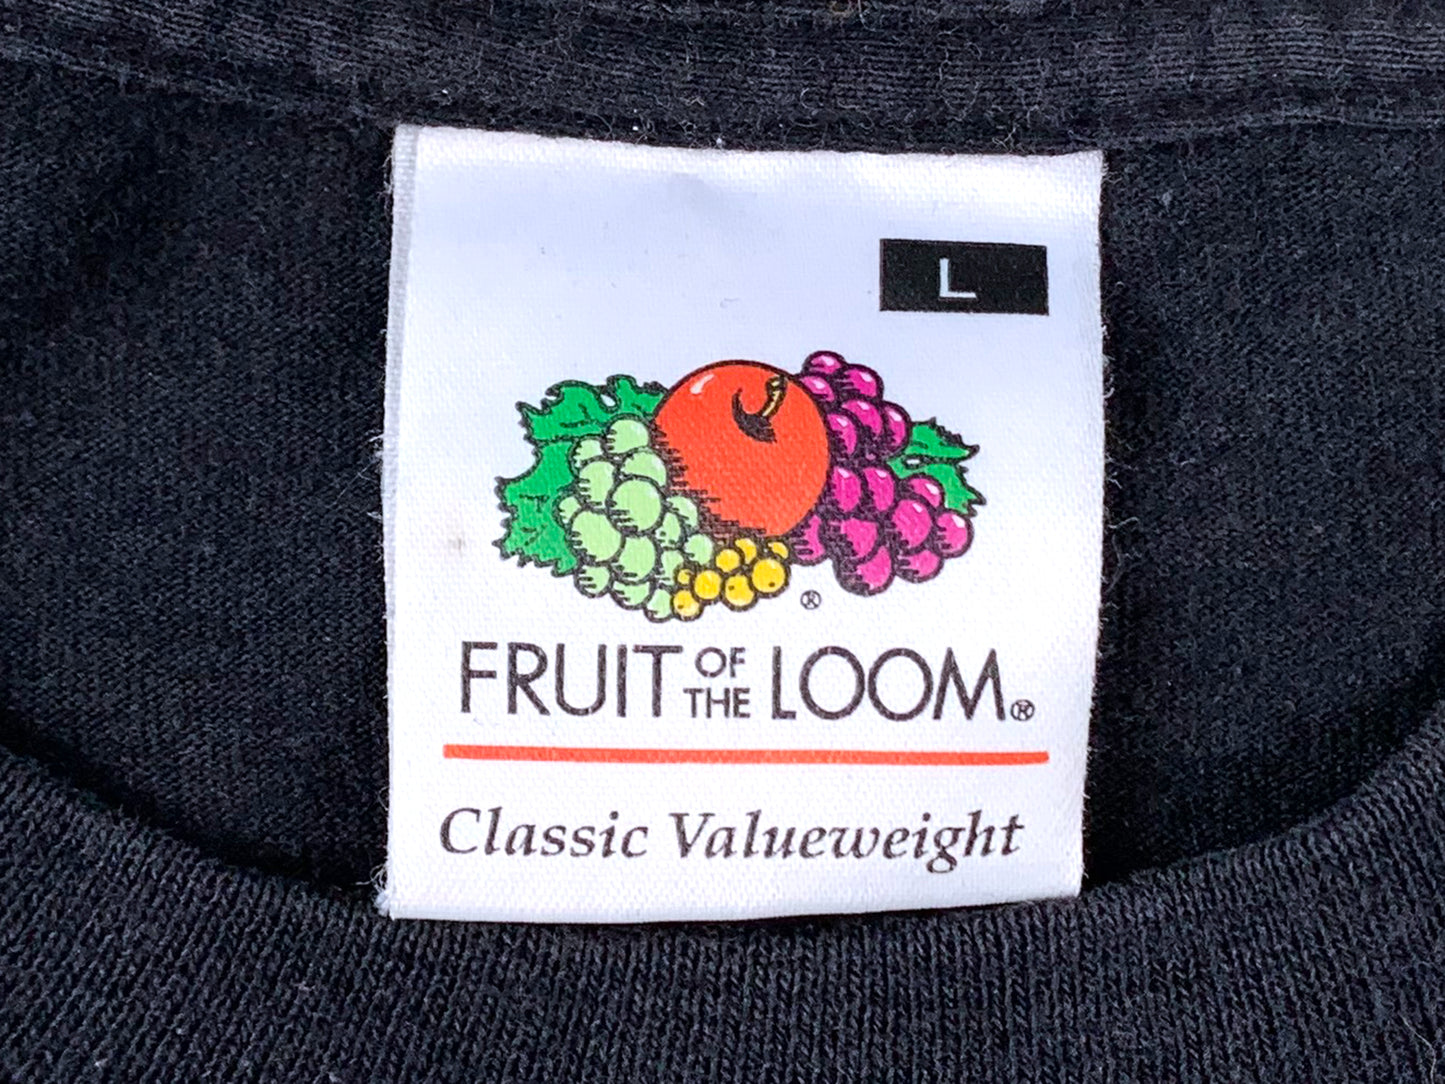 L
®
FRUIT OF THE LOOM®
Classic Valueweight